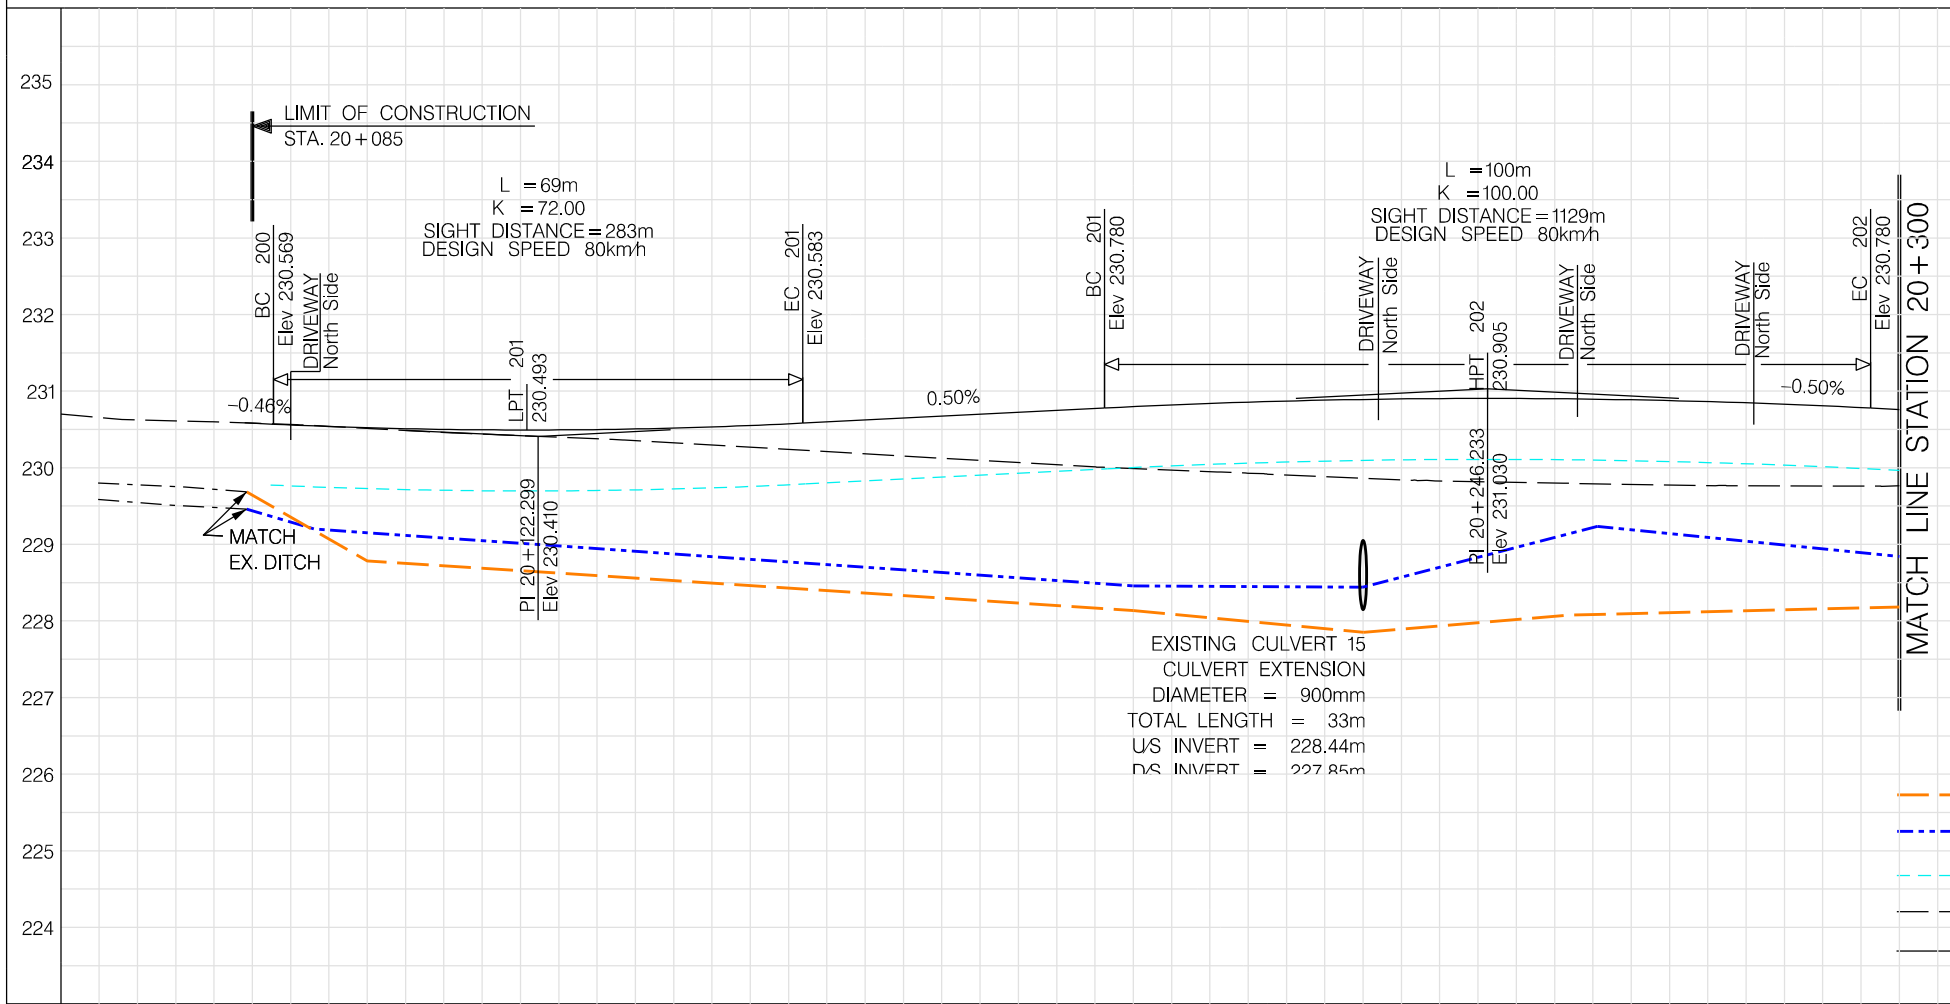 235
234
233
232
231
230
229
228
227
226
225
224
LIMIT OF CONSTRUCTION
STA. 20+085
L =69m
K =72.00
SIGHT DISTANCE=283m
DESIGN SPEED 80km/h
BC 200
Elev 230.569
DRIVEWAY
North Side
-0.46%
LPT 201
230.493
EC 201
Elev 230.583
PI 20+122.299
Elev 230.410
MATCH
EX. DITCH
0.50%
BC 201
Elev 230.780
L =100m
K =100.00
SIGHT DISTANCE=1129m
DESIGN SPEED 80km/h
DRIVEWAY
North Side
HPT 202
230.905
PI 20+246.233
Elev 231.030
DRIVEWAY
North Side
DRIVEWAY
North Side
-0.50%
EC 202
Elev 230.780
MATCH LINE STATION 20+300
EXISTING CULVERT 15
CULVERT EXTENSION
DIAMETER = 900mm
TOTAL LENGTH = 33m
U/S INVERT = 228.44m
D/S INVERT = 227.85m